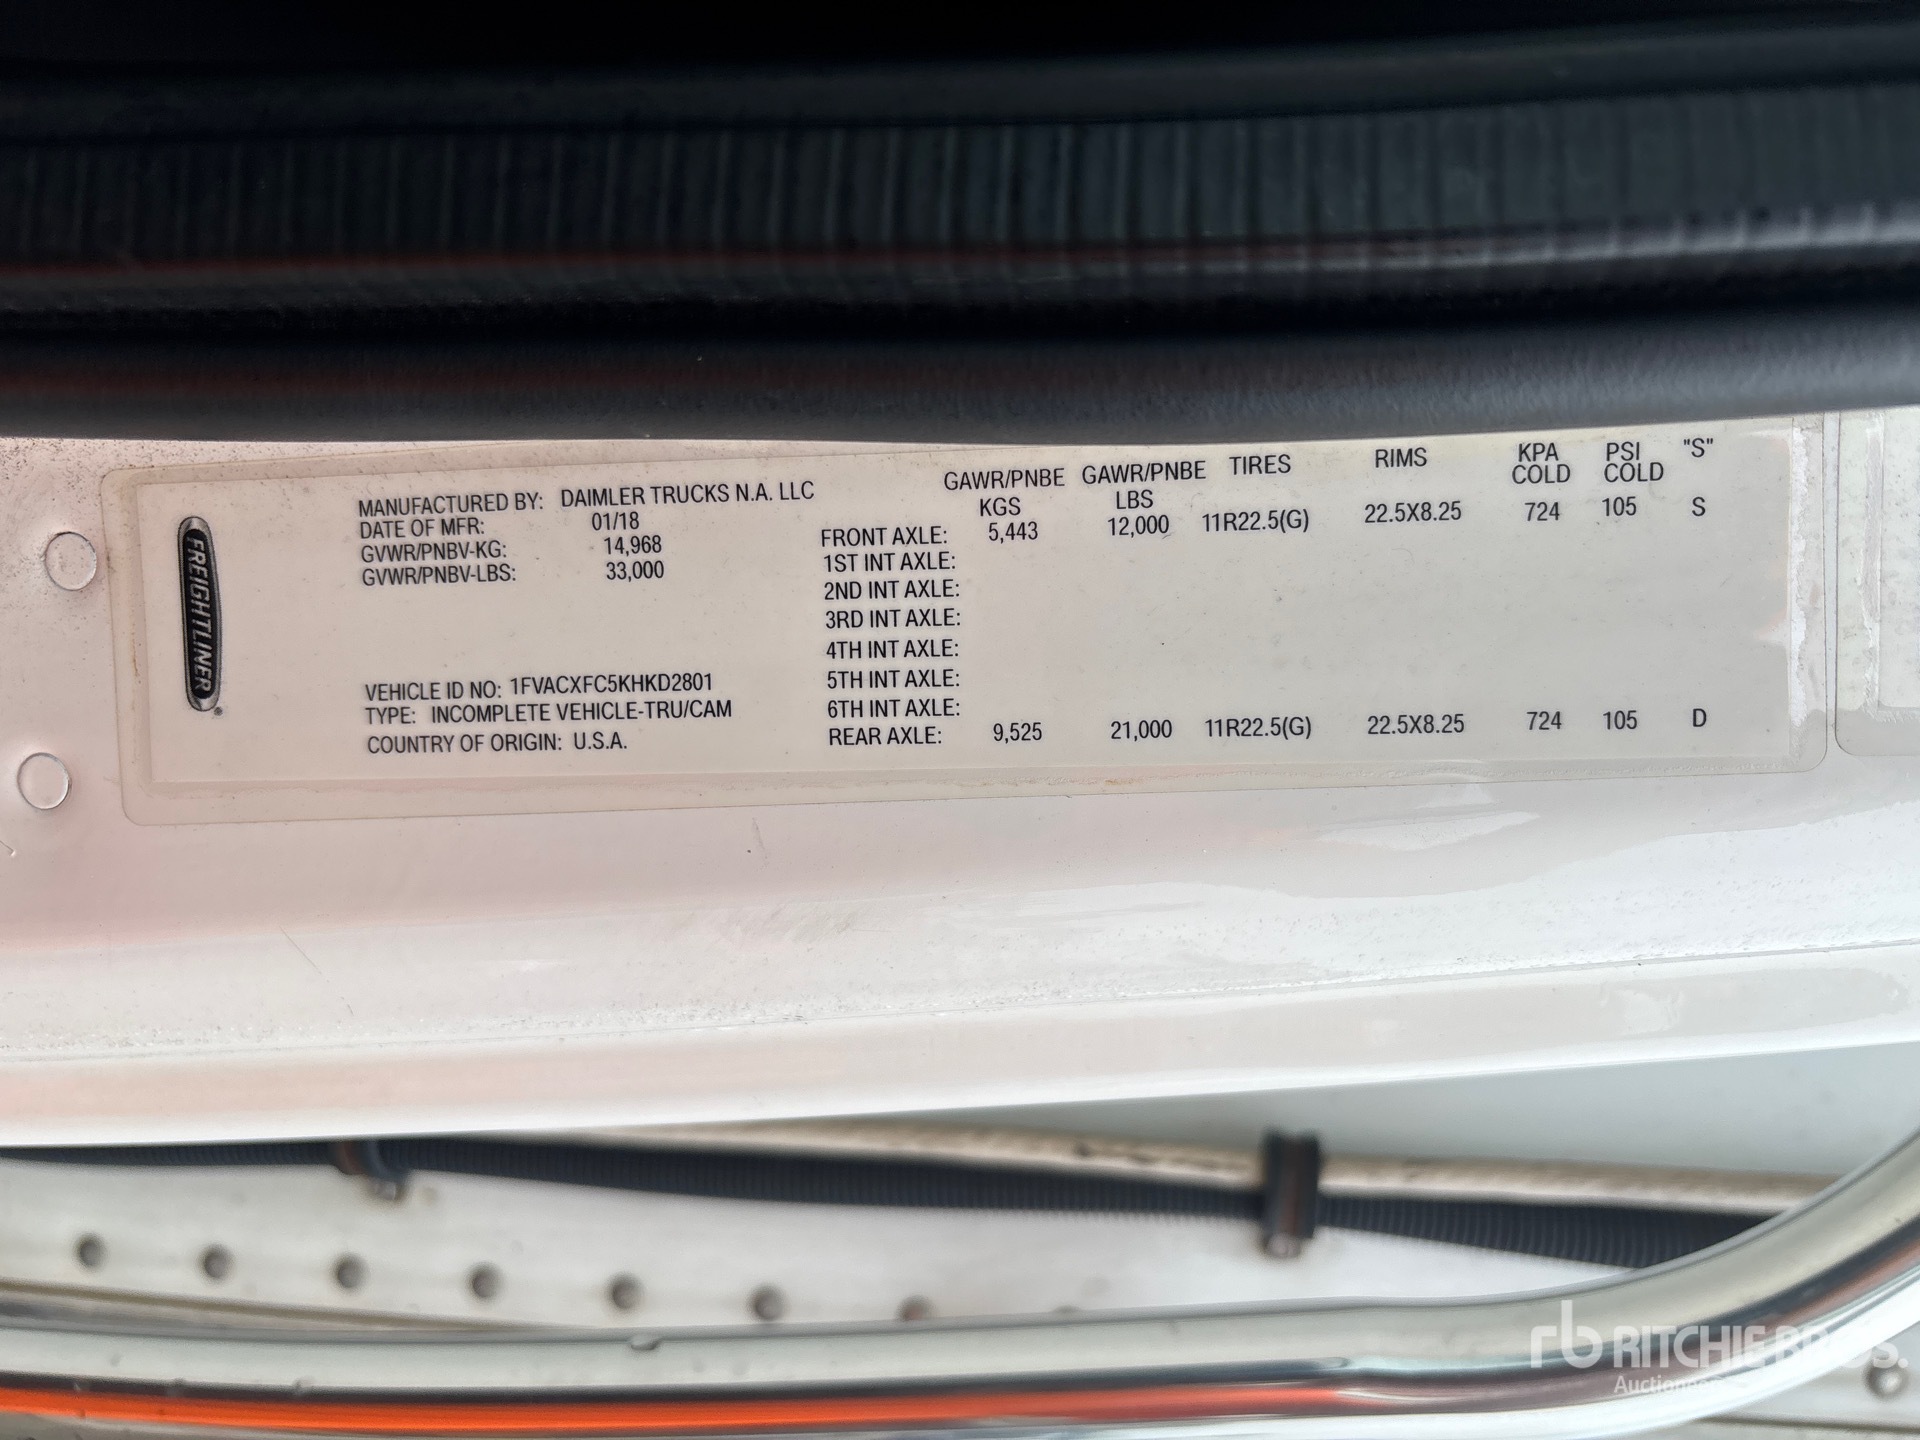 FREIGHTLINER
MANUFACTURED BY: DAIMLER TRUCKS N.A. LLC
DATE OF MFR: 01/18
GVWR/PNBV-KG: 14,968
GVWR/PNBV-LBS: 33,000
VEHICLE ID NO: 1FVACXFC5KHKD2801
TYPE: INCOMPLETE VEHICLE-TRU/CAM
COUNTRY OF ORIGIN: U.S.A.
GAWR/PNBE GAWR/PNBE TIRES RIMS KPA PSI "S"
KGS LBS COLD COLD
FRONT AXLE: 5,443 12,000 11R22.5(G) 22.5X8.25 724 105 S
1ST INT AXLE:
2ND INT AXLE:
3RD INT AXLE:
4TH INT AXLE:
5TH INT AXLE:
6TH INT AXLE:
REAR AXLE: 9,525 21,000 11R22.5(G) 22.5X8.25 724 105 D
rb RITCHIE BROS.